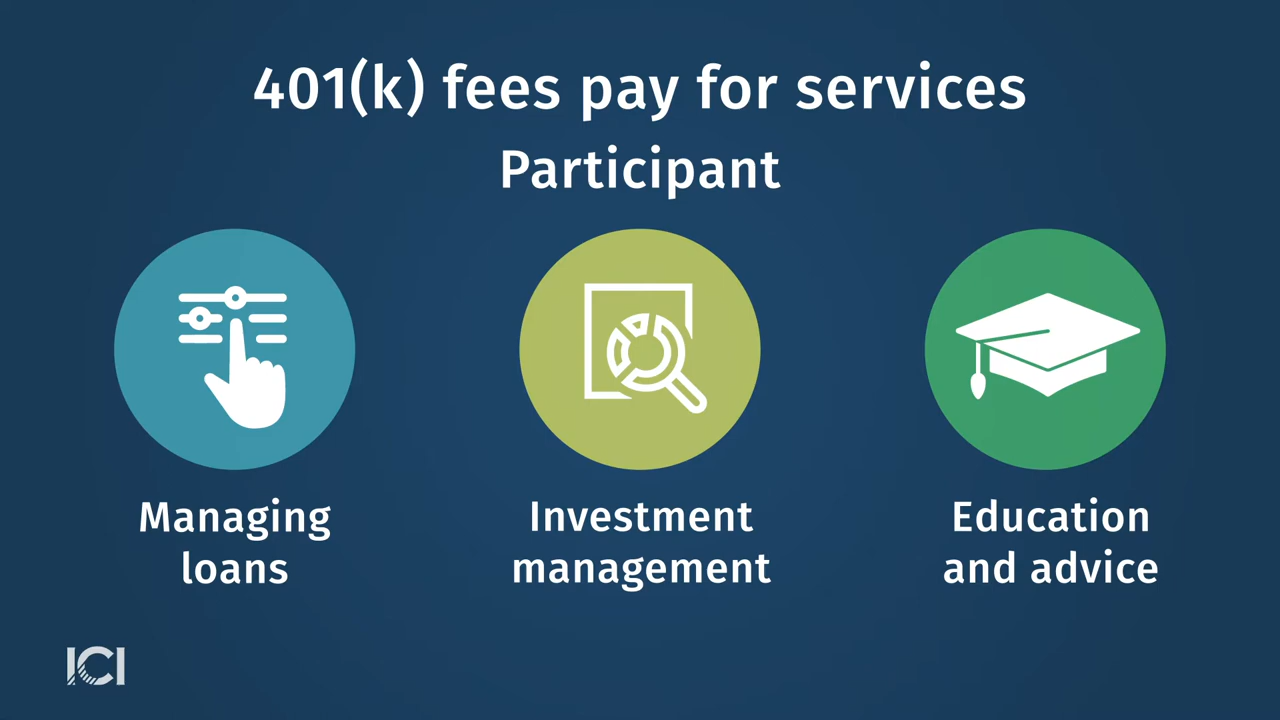 401(k) fees pay for services
Participant
Managing
loans
Investment
management
Education
and advice
ICI